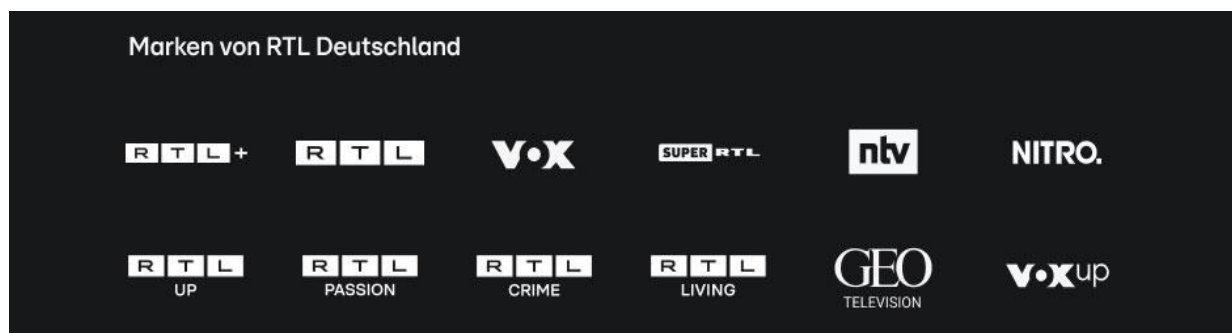 Marken von RTL Deutschland
RTL+ RTL VOX SUPER RTL ntv NITRO.
RTL UP RTL PASSION RTL CRIME RTL LIVING GEO TELEVISION VOXup